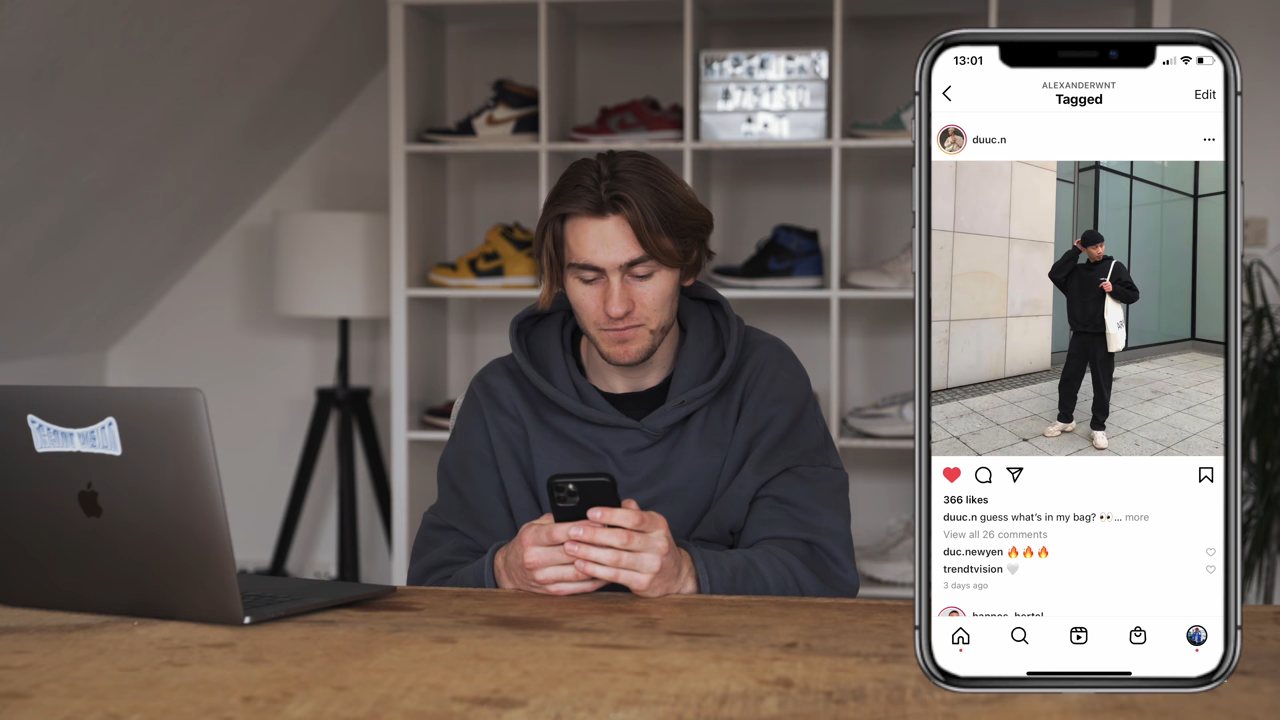 13:01
ALEXANDERWNT
Tagged
Edit
duuc.n
366 likes
duuc.n guess what's in my bag? 👀... more
View all 26 comments
duc.newyen 🔥🔥🔥
trendtvision 🤍
3 days ago